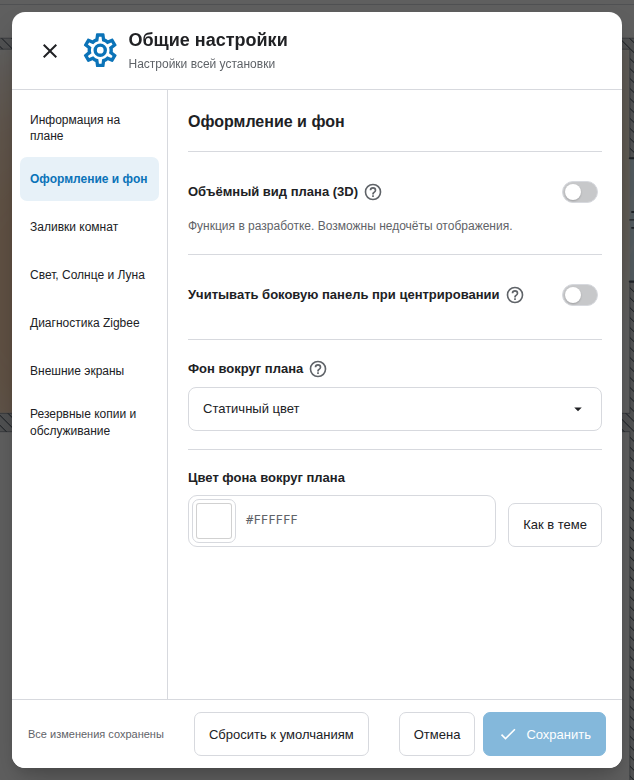 Общие настройки
Настройки всей установки
Информация на
плане
Оформление и фон
Заливки комнат
Свет, Солнце и Луна
Диагностика Zigbee
Внешние экраны
Резервные копии и
обслуживание
Оформление и фон
Объёмный вид плана (3D)
Функция в разработке. Возможны недочёты отображения.
Учитывать боковую панель при центрировании
Фон вокруг плана
Статичный цвет
Цвет фона вокруг плана
#FFFFFF
Как в теме
Все изменения сохранены
Сбросить к умолчаниям
Отмена
Сохранить